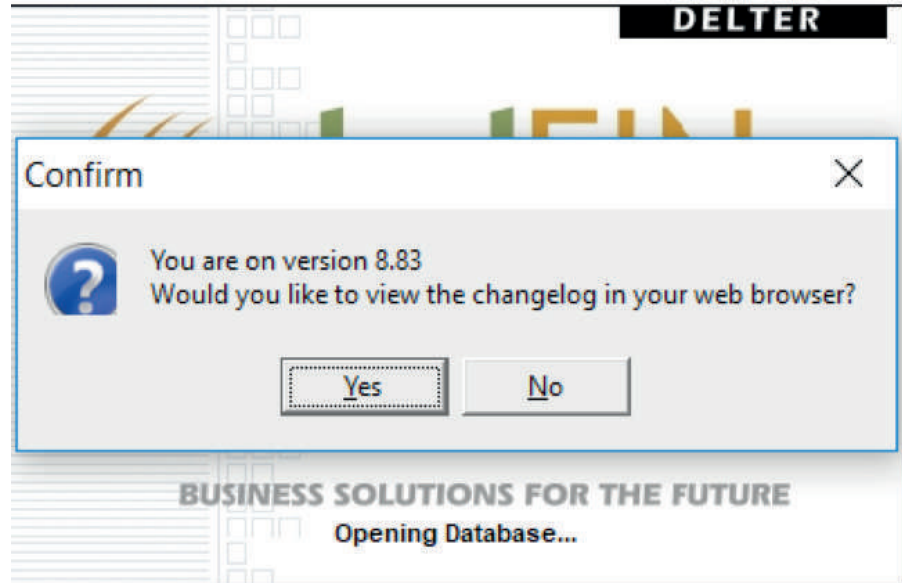 DELTER
Confirm
You are on version 8.83
Would you like to view the changelog in your web browser?
Yes
No
BUSINESS SOLUTIONS FOR THE FUTURE
Opening Database...